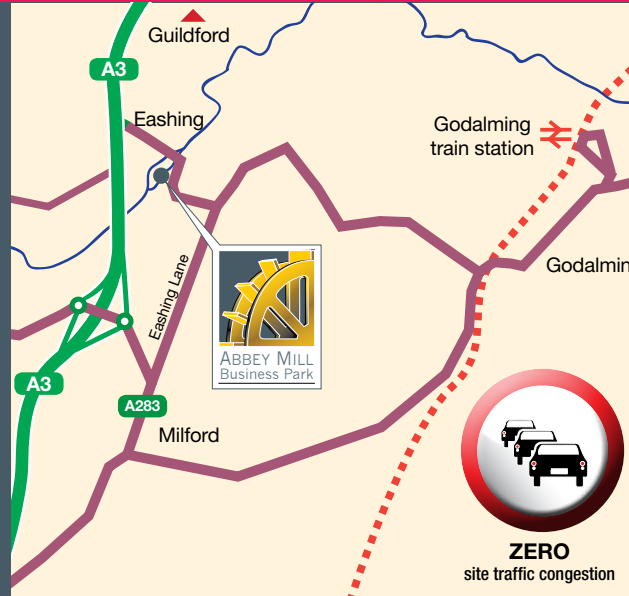 Guildford
A3
Eashing
Godalming
train station
Godalmin
Eashing Lane
ABBEY MILL
Business Park
A3
A283
Milford
ZERO
site traffic congestion